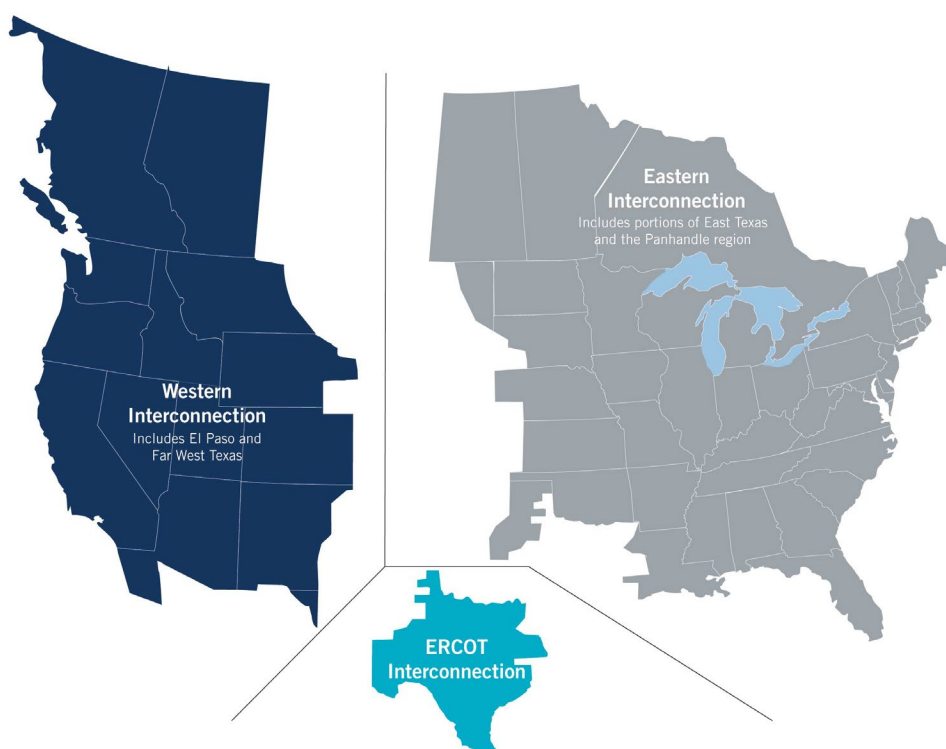 Western
Interconnection
Includes El Paso and
Far West Texas
Eastern
Interconnection
Includes portions of East Texas
and the Panhandle region
ERCOT
Interconnection